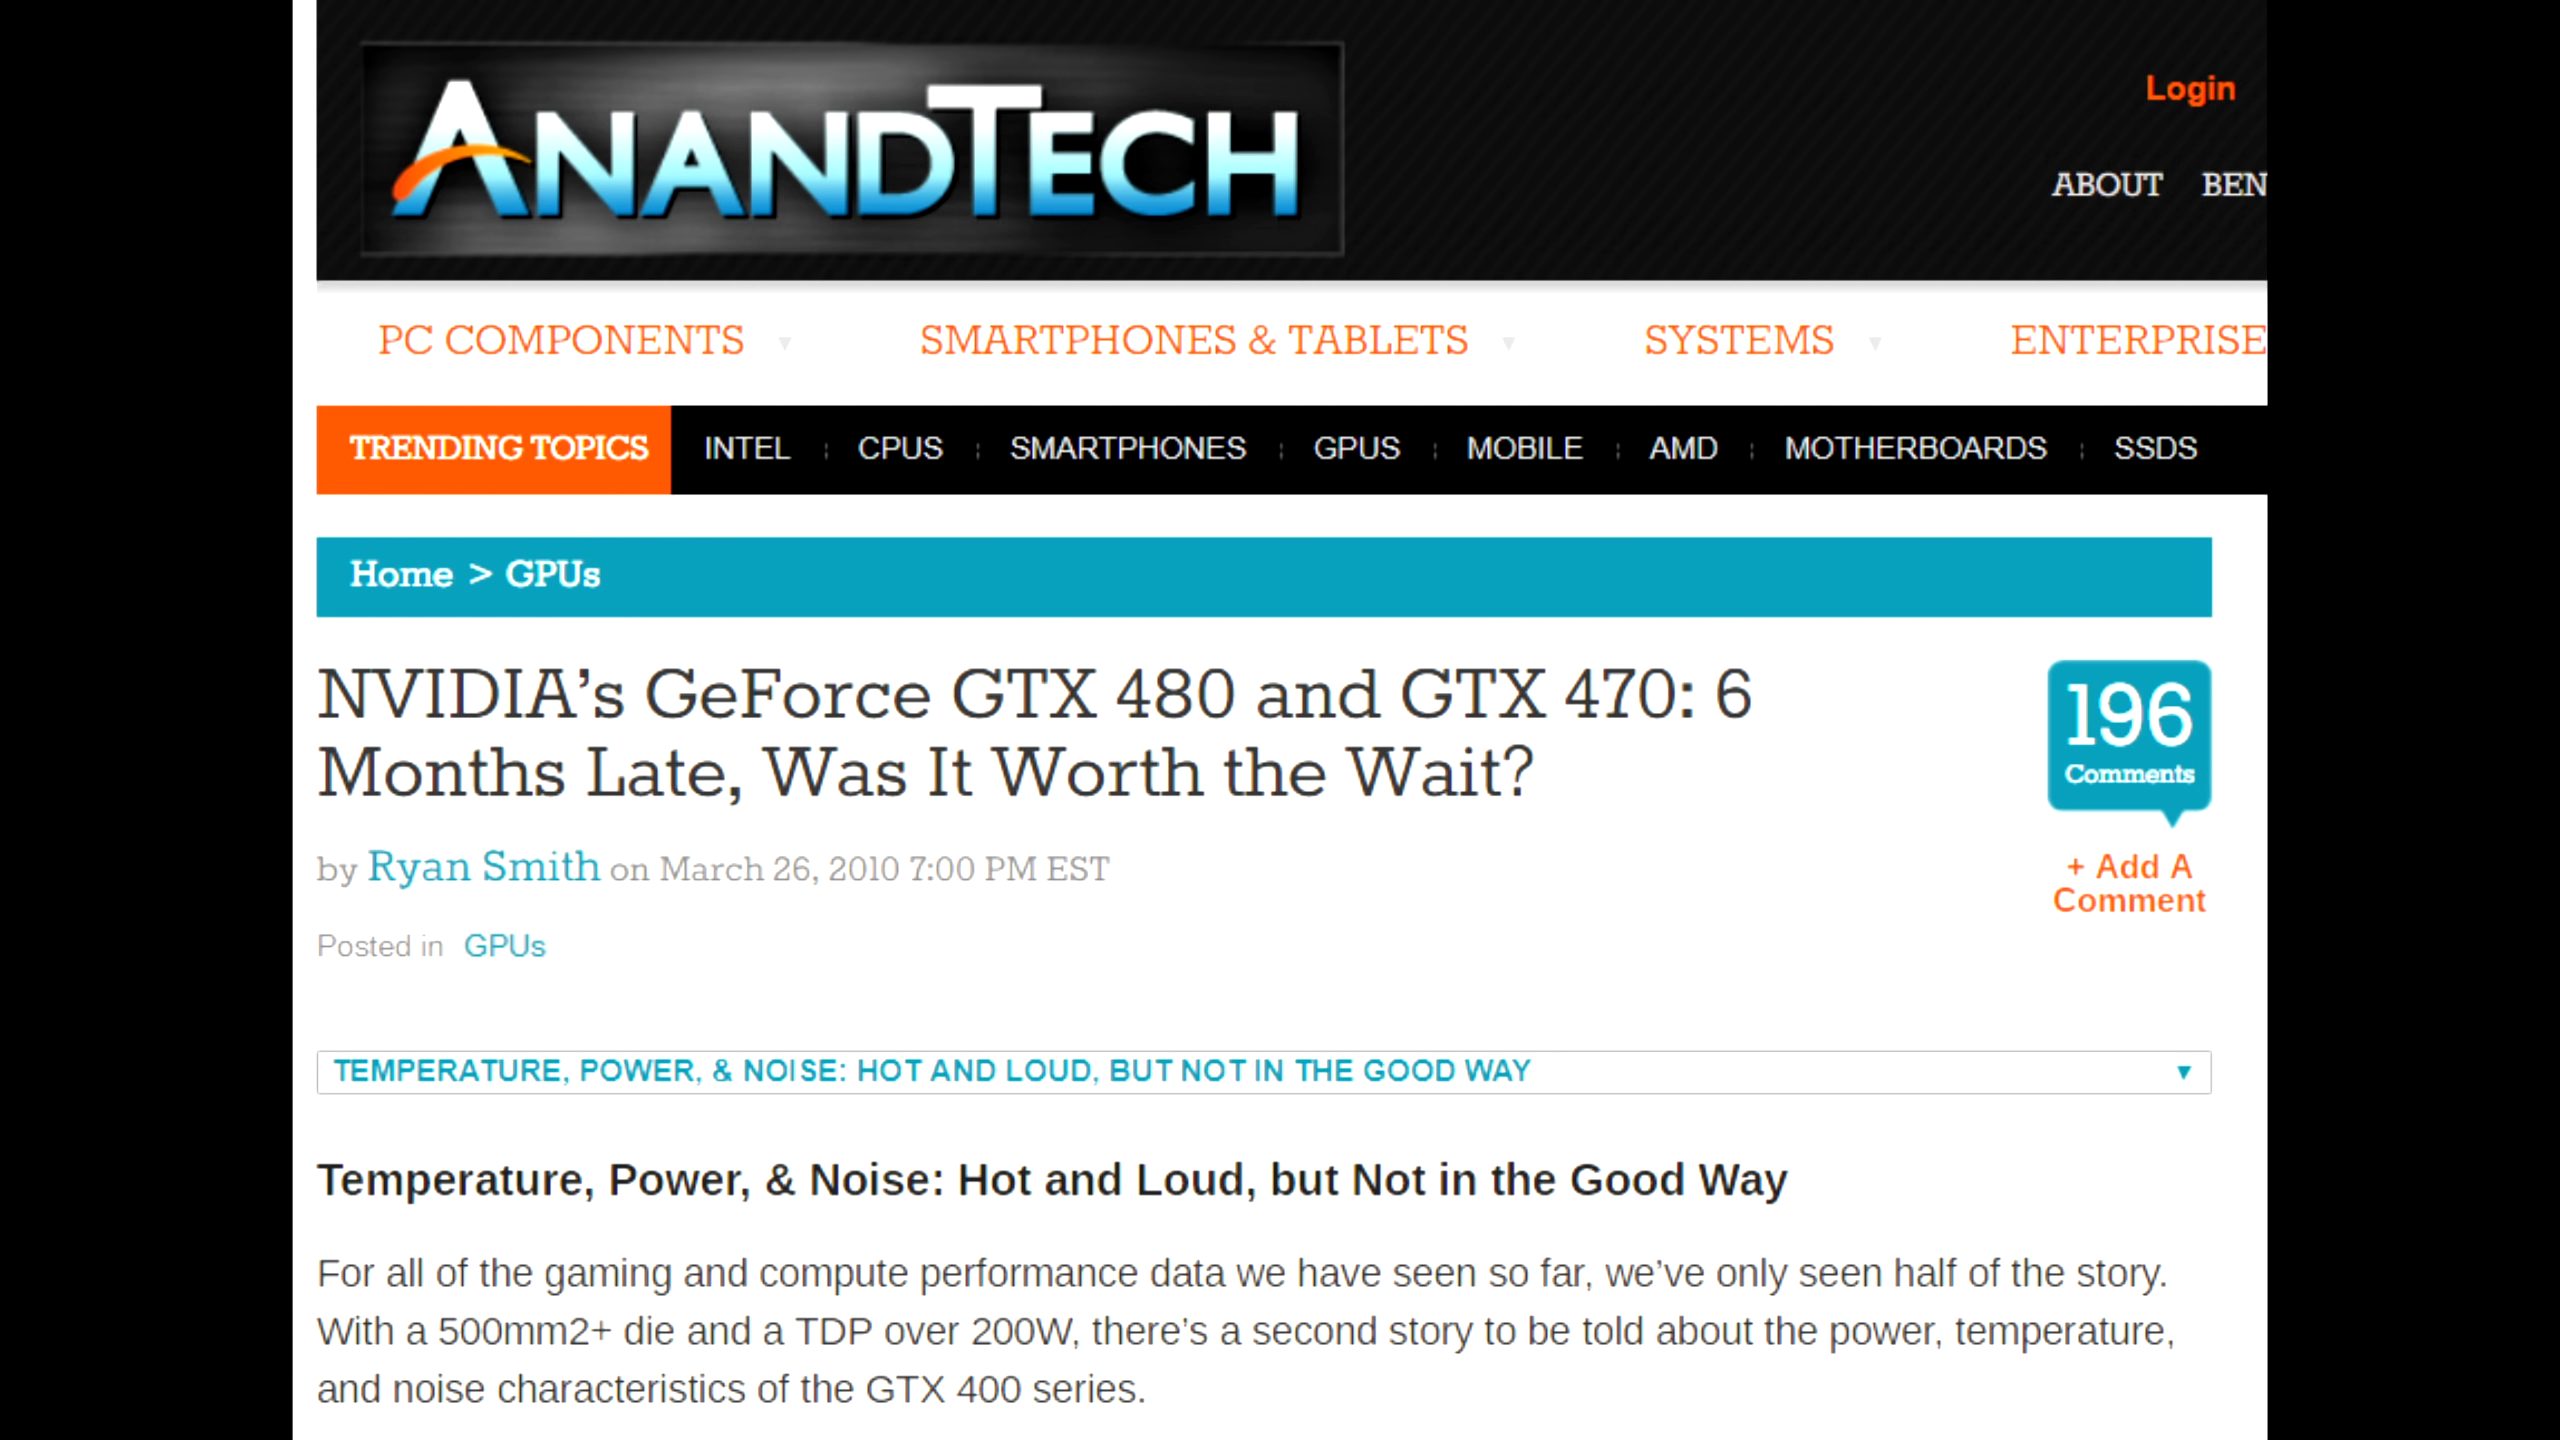 ANANDTECH
Login
ABOUT BEN
PC COMPONENTS SMARTPHONES & TABLETS SYSTEMS ENTERPRISE
TRENDING TOPICS INTEL CPUS SMARTPHONES GPUS MOBILE AMD MOTHERBOARDS SSDS
Home > GPUs
NVIDIA’s GeForce GTX 480 and GTX 470: 6
Months Late, Was It Worth the Wait?
by Ryan Smith on March 26, 2010 7:00 PM EST
Posted in GPUs
196
Comments
+ Add A
Comment
TEMPERATURE, POWER, & NOISE: HOT AND LOUD, BUT NOT IN THE GOOD WAY
Temperature, Power, & Noise: Hot and Loud, but Not in the Good Way
For all of the gaming and compute performance data we have seen so far, we’ve only seen half of the story.
With a 500mm2+ die and a TDP over 200W, there’s a second story to be told about the power, temperature,
and noise characteristics of the GTX 400 series.